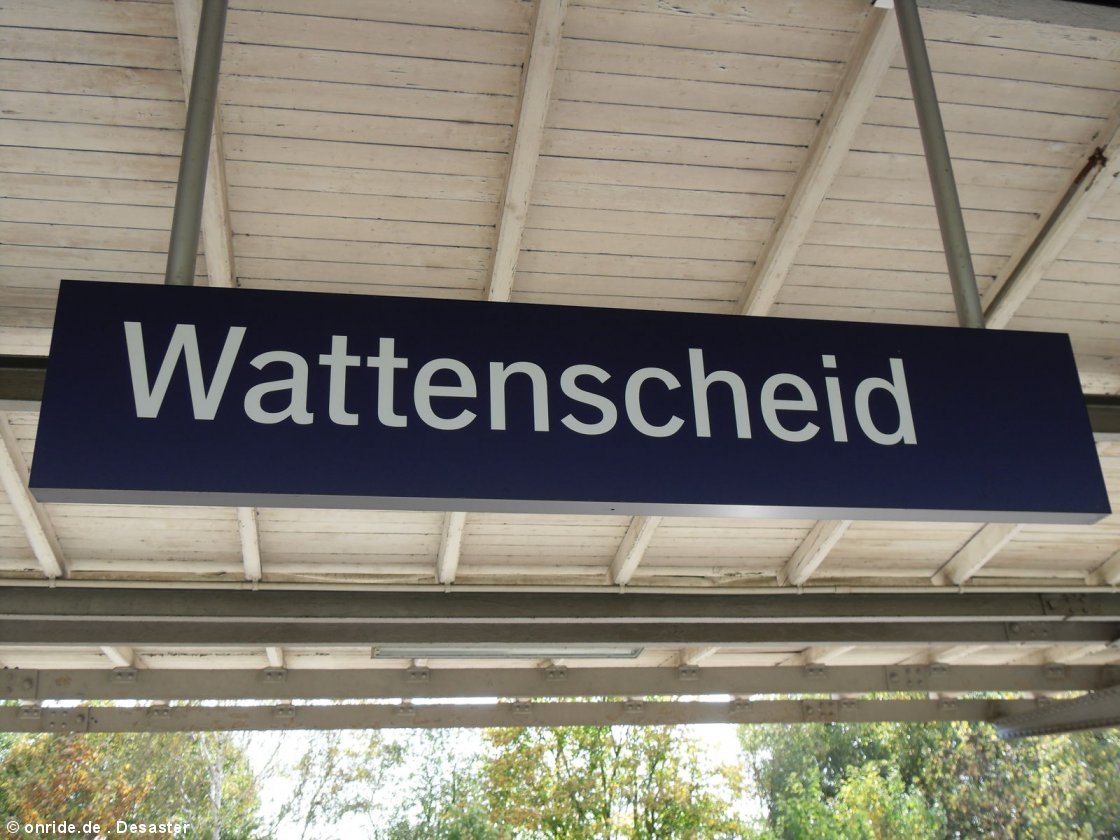 Wattenscheid
© onride.de . Desaster